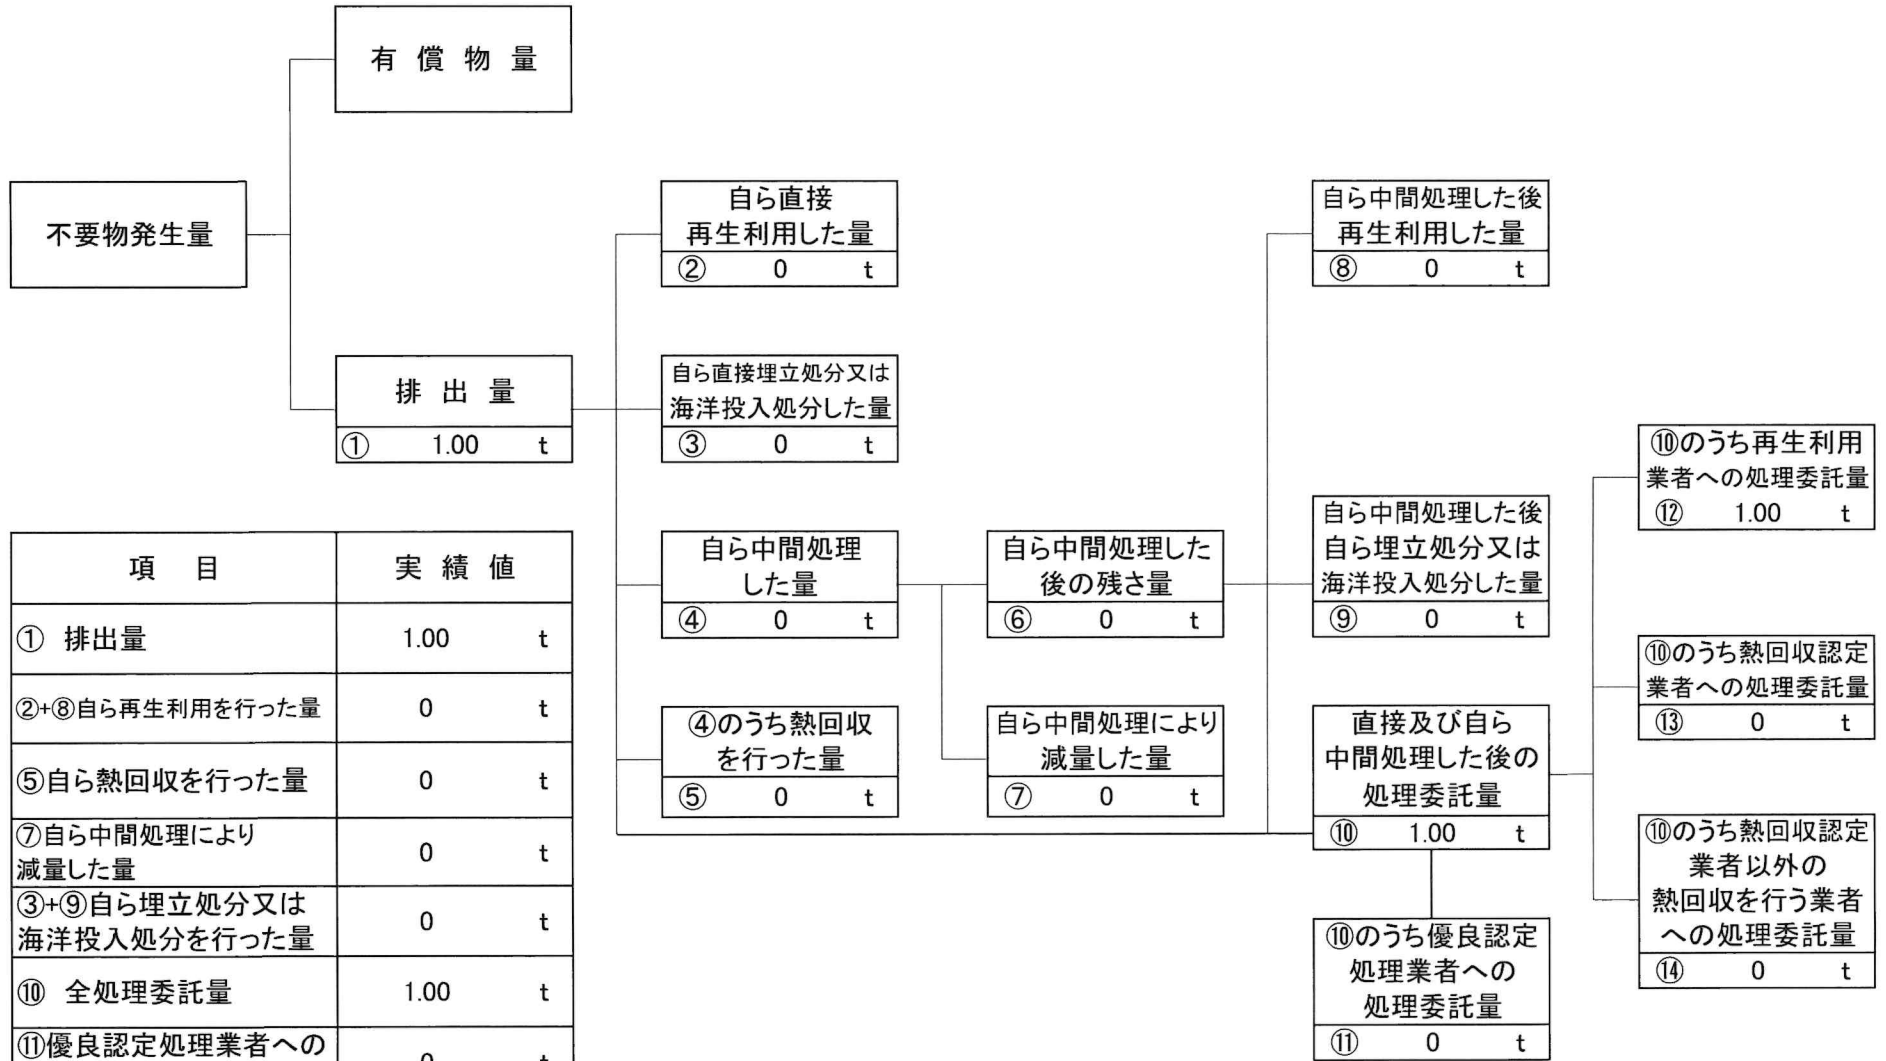 有 償 物 量
不要物発生量
排 出 量
① 1.00 t
自ら直接
再生利用した量
② 0 t
自ら直接埋立処分又は
海洋投入処分した量
③ 0 t
自ら中間処理
した量
④ 0 t
④のうち熱回収
を行った量
⑤ 0 t
自ら中間処理した
後の残さ量
⑥ 0 t
自ら中間処理により
減量した量
⑦ 0 t
自ら中間処理した後
再生利用した量
⑧ 0 t
自ら中間処理した後
自ら埋立処分又は
海洋投入処分した量
⑨ 0 t
直接及び自ら
中間処理した後の
処理委託量
⑩ 1.00 t
⑩のうち優良認定
処理業者への
処理委託量
⑪ 0 t
⑩のうち再生利用
業者への処理委託量
⑫ 1.00 t
⑩のうち熱回収認定
業者への処理委託量
⑬ 0 t
⑩のうち熱回収認定
業者以外の
熱回収を行う業者
への処理委託量
⑭ 0 t
項 目 実 績 値
① 排出量 1.00 t
②+⑧自ら再生利用を行った量 0 t
⑤自ら熱回収を行った量 0 t
⑦自ら中間処理により
減量した量 0 t
③+⑨自ら埋立処分又は
海洋投入処分を行った量 0 t
⑩ 全処理委託量 1.00 t
⑪優良認定処理業者への
0 t